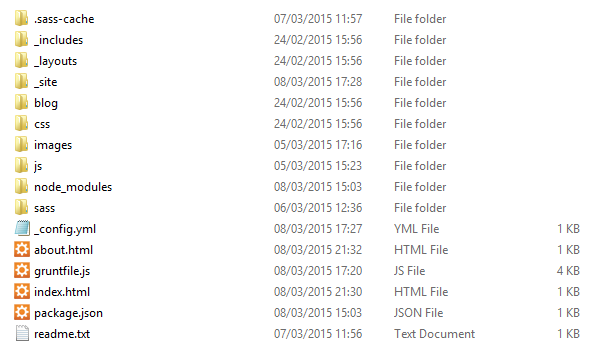 .sass-cache 07/03/2015 11:57 File folder
_includes 24/02/2015 15:56 File folder
_layouts 24/02/2015 15:56 File folder
_site 08/03/2015 17:28 File folder
blog 24/02/2015 15:56 File folder
css 24/02/2015 15:56 File folder
images 05/03/2015 17:16 File folder
js 05/03/2015 15:23 File folder
node_modules 08/03/2015 15:03 File folder
sass 06/03/2015 12:36 File folder
_config.yml 08/03/2015 17:27 YML File 1 KB
about.html 08/03/2015 21:32 HTML File 1 KB
gruntfile.js 08/03/2015 17:20 JS File 4 KB
index.html 08/03/2015 21:30 HTML File 1 KB
package.json 08/03/2015 15:03 JSON File 1 KB
readme.txt 07/03/2015 11:56 Text Document 1 KB